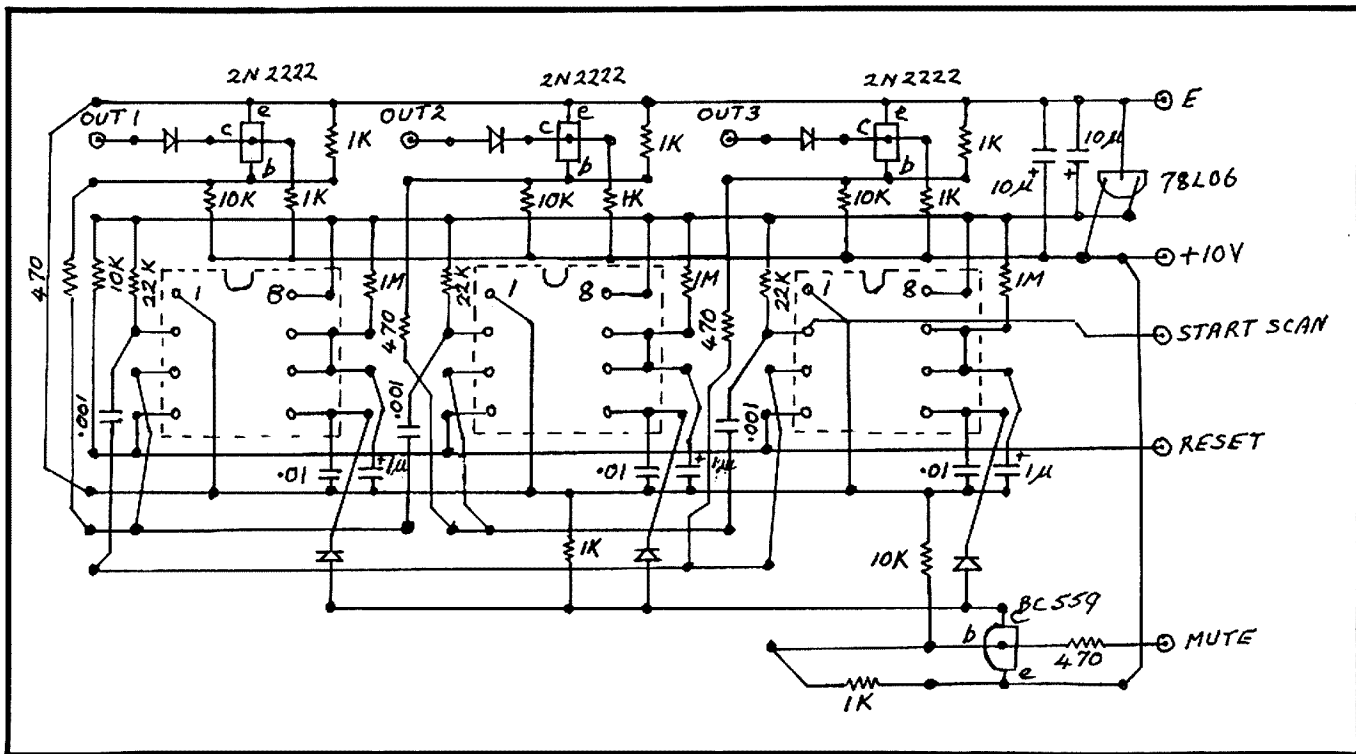 2N2222
2N2222
2N2222
E
OUT1
c
e
b
1K
OUT2
c
e
b
1K
OUT3
c
e
b
1K
10µ
+
10µ
+
78L06
10K
1K
10K
1K
10K
1K
+10V
470
10K
22K
1
8
1M
470
22K
1
8
1M
470
22K
1
8
1M
START SCAN
.001
.001
.001
RESET
.01
+
1µ
.01
+
1µ
.01
+
1µ
1K
10K
BC559
c
b
e
470
MUTE
1K